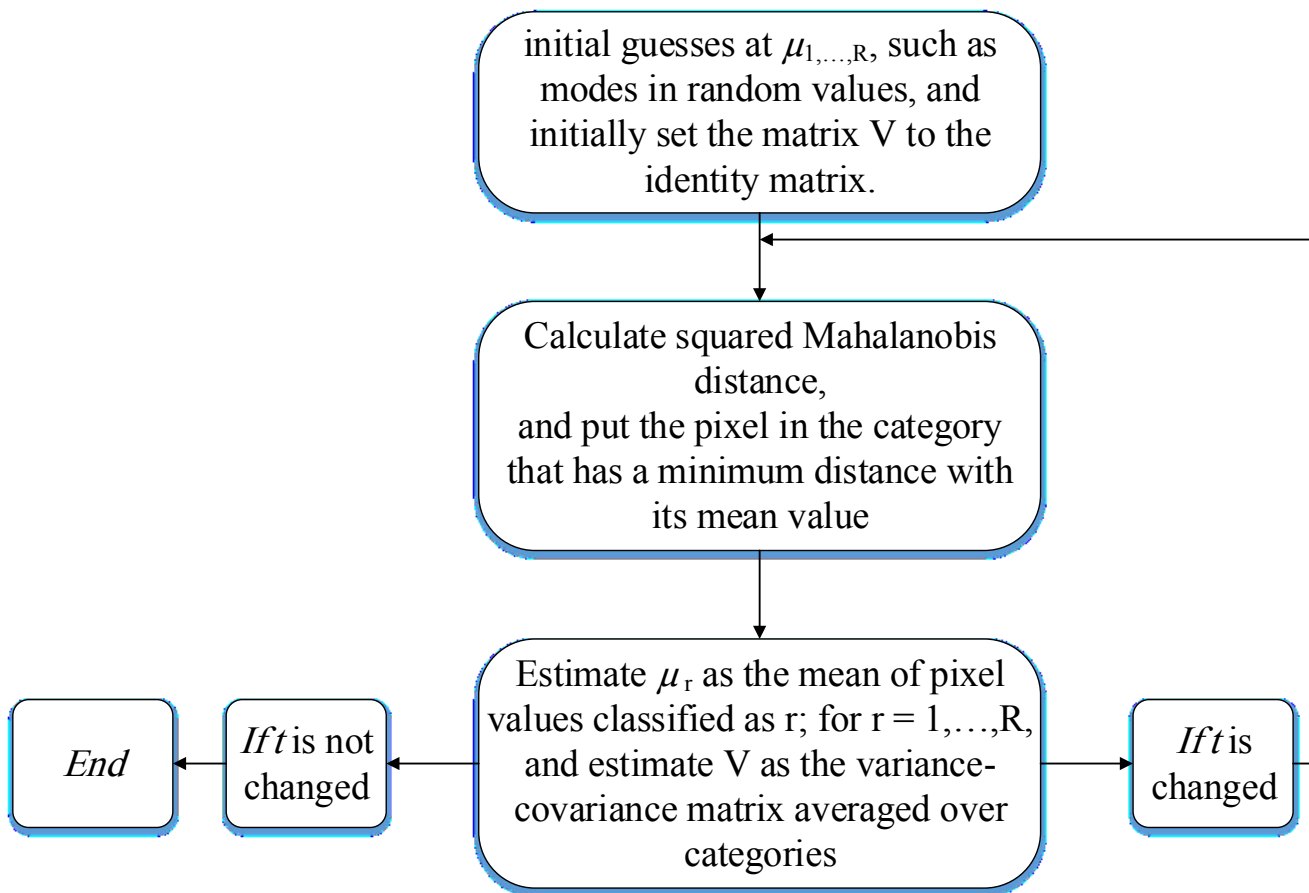 initial guesses at μ1,...,R, such as
modes in random values, and
initially set the matrix V to the
identity matrix.
Calculate squared Mahalanobis
distance,
and put the pixel in the category
that has a minimum distance with
its mean value
Estimate μ r as the mean of pixel
values classified as r; for r = 1,...,R,
and estimate V as the variance-
covariance matrix averaged over
categories
End
If t is not
changed
If t is
changed